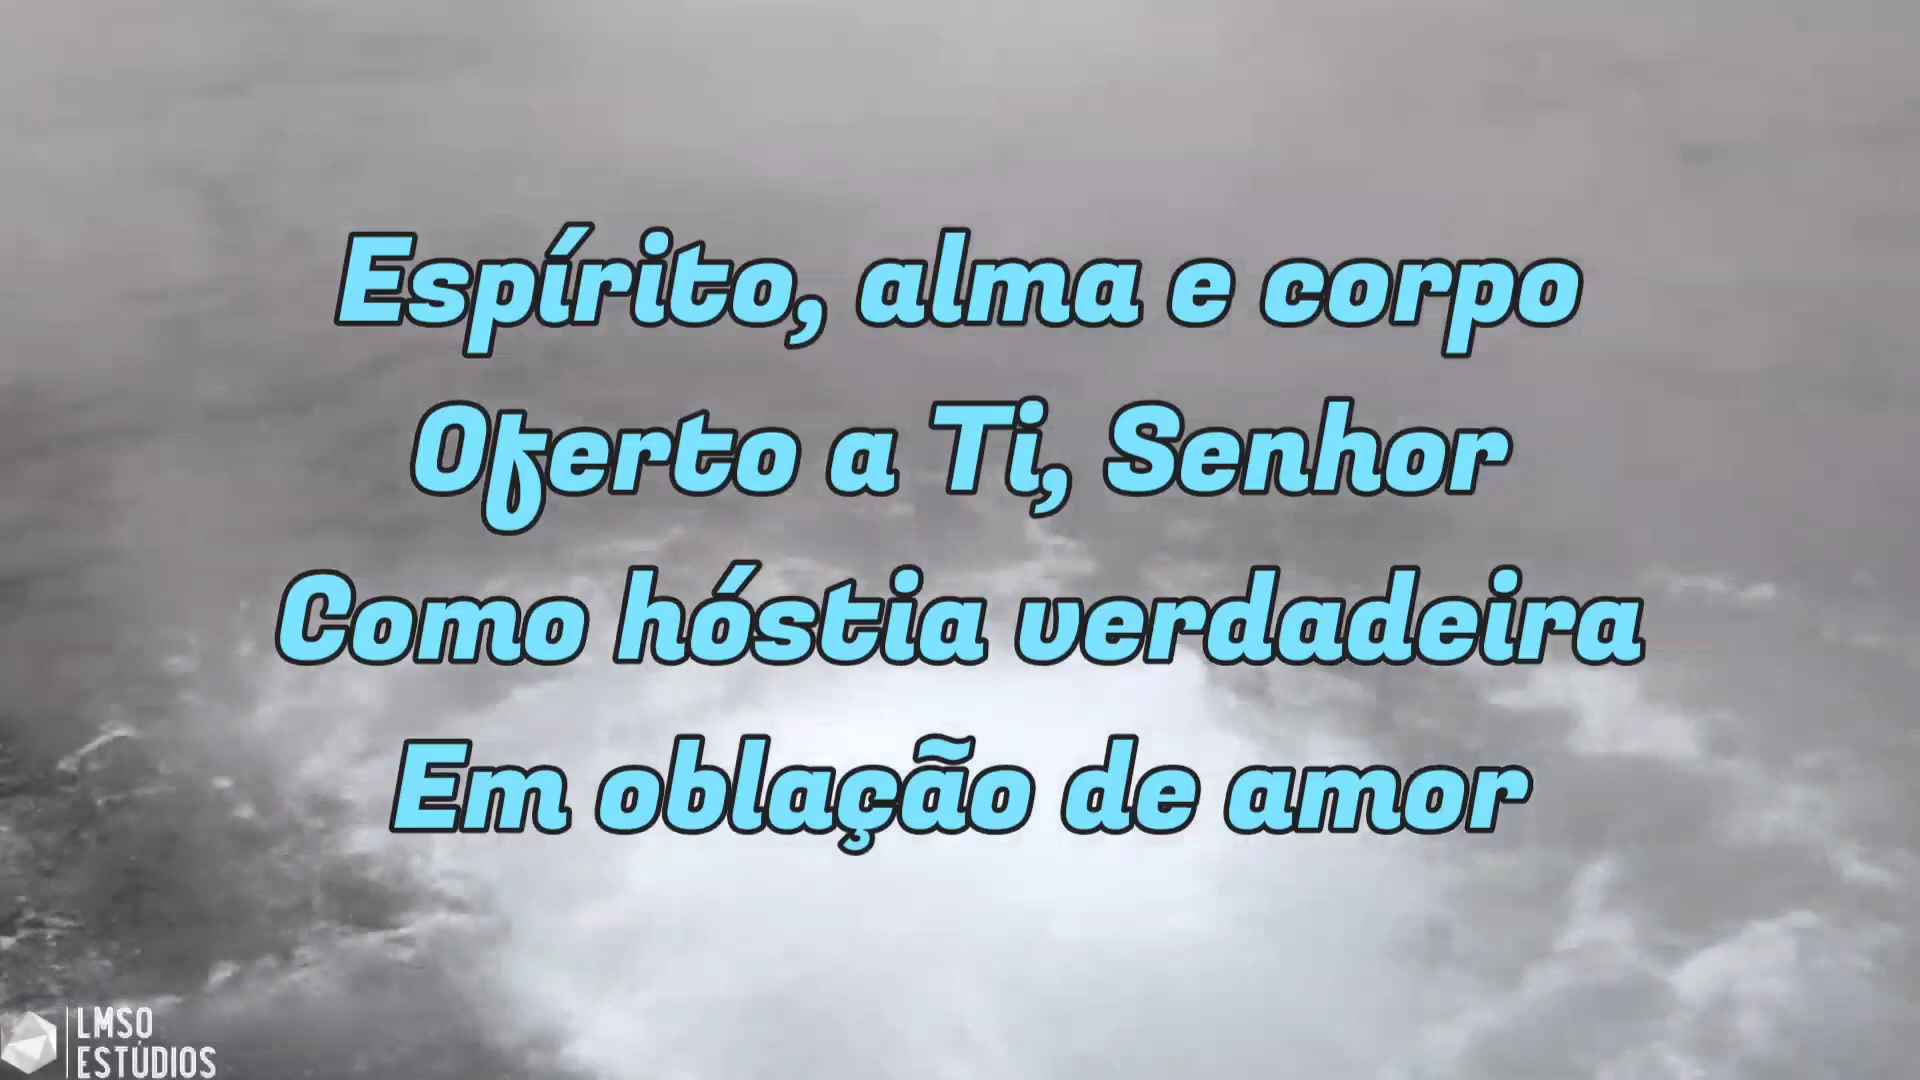 Espírito, alma e corpo
Oferto a Ti, Senhor
Como hóstia verdadeira
Em oblação de amor
LMSO
ESTÚDIOS